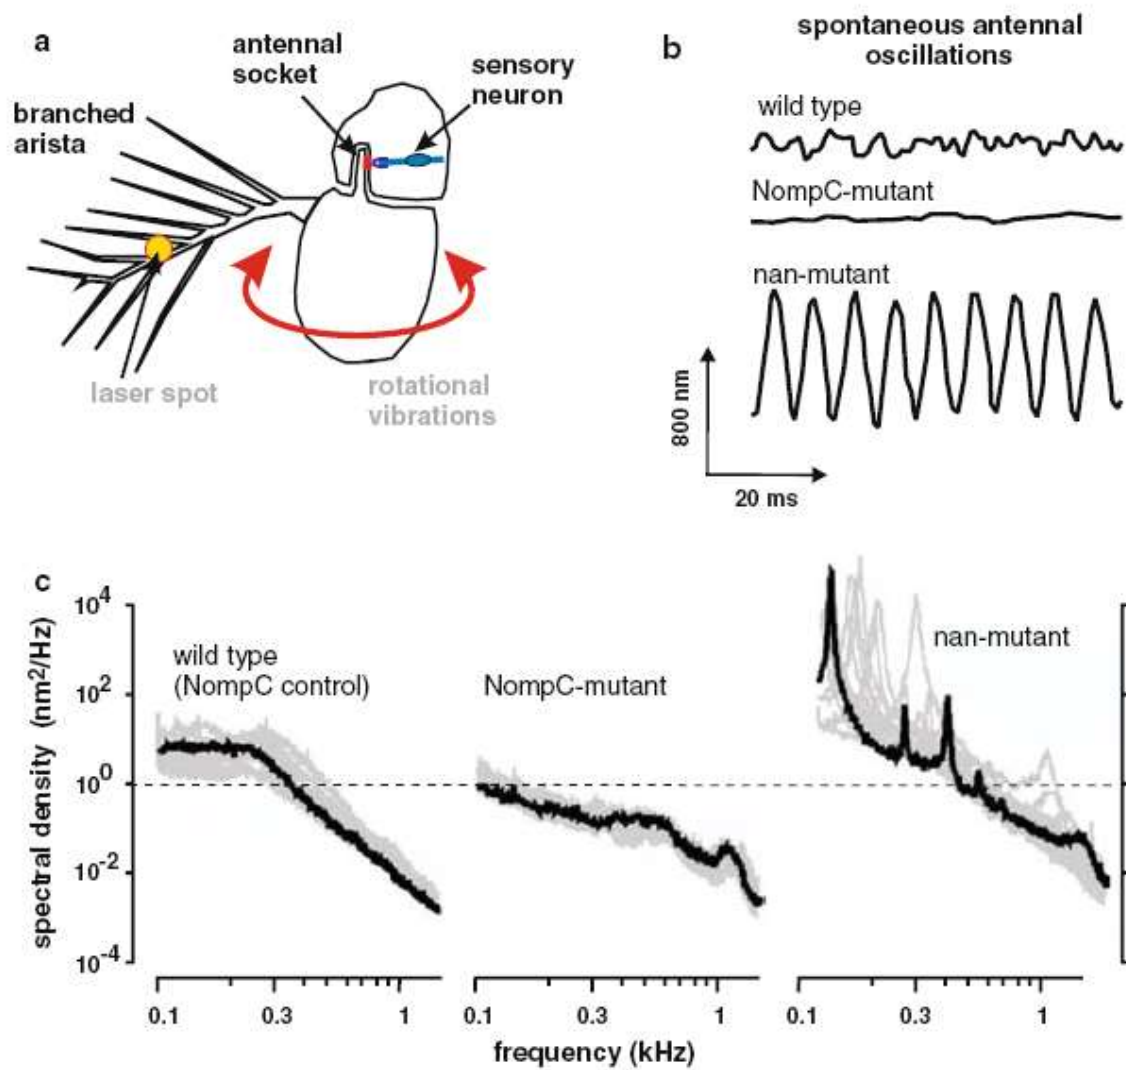 a
antennal
socket
sensory
neuron
branched
arista
laser spot
rotational
vibrations
b
spontaneous antennal
oscillations
wild type
NompC-mutant
nan-mutant
800 nm
20 ms
c
spectral density (nm2/Hz)
10^4
10^2
10^0
10^-2
10^-4
wild type
(NompC control)
NompC-mutant
nan-mutant
0.1 0.3 1
0.1 0.3 1
0.1 0.3 1
frequency (kHz)